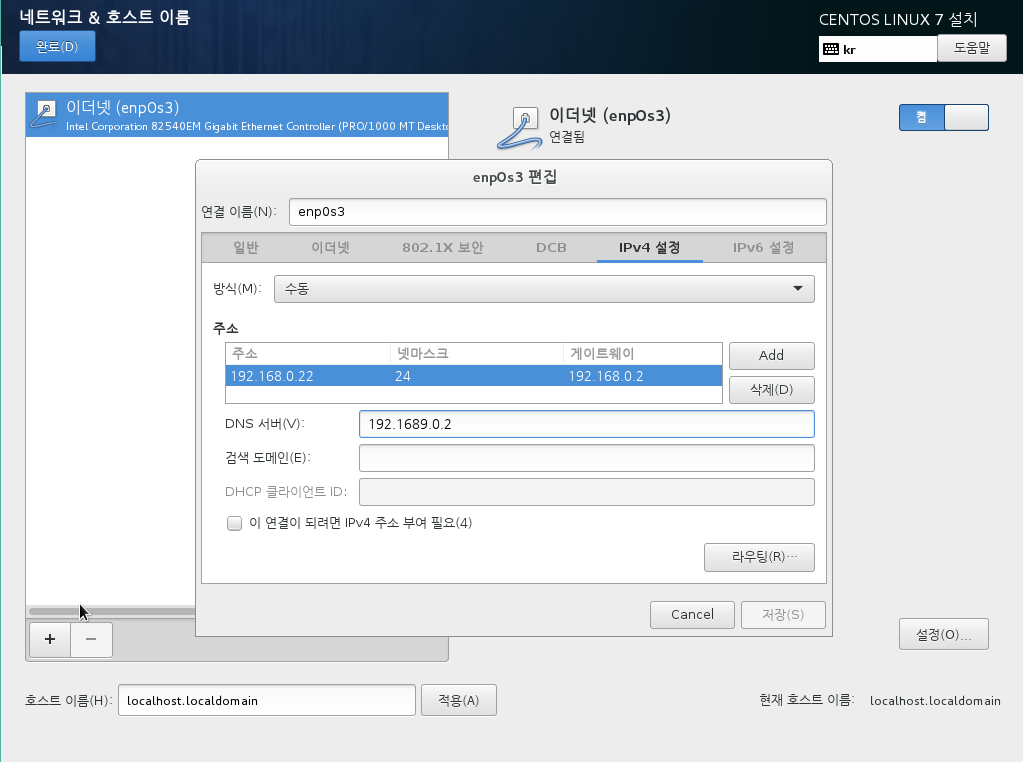 네트워크 & 호스트 이름
CENTOS LINUX 7 설치
완료(D)
kr
도움말
이더넷 (enp0s3)
Intel Corporation 82540EM Gigabit Ethernet Controller (PRO/1000 MT Deskto
이더넷 (enp0s3)
연결됨
켬
enp0s3 편집
연결 이름(N):
enp0s3
일반
이더넷
802.1X 보안
DCB
IPv4 설정
IPv6 설정
방식(M):
수동
주소
주소
넷마스크
게이트웨이
Add
192.168.0.22
24
192.168.0.2
삭제(D)
DNS 서버(V):
192.1689.0.2
검색 도메인(E):
DHCP 클라이언트 ID:
이 연결이 되려면 IPv4 주소 부여 필요(4)
라우팅(R)…
Cancel
저장(S)
+
−
설정(O)...
호스트 이름(H):
localhost.localdomain
적용(A)
현재 호스트 이름:
localhost.localdomain